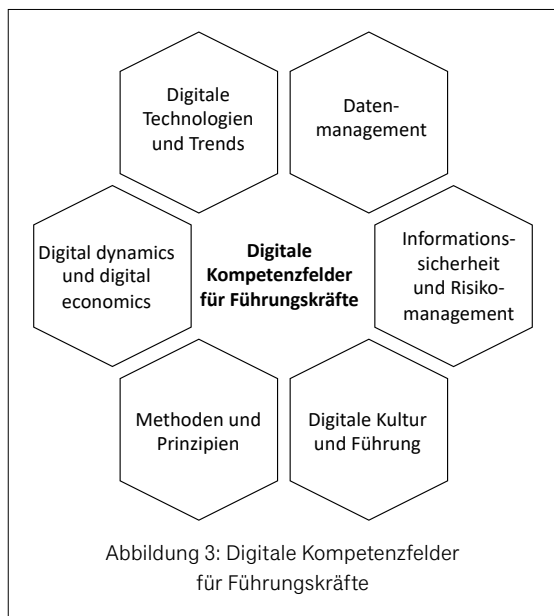 Digitale
Technologien
und Trends
Daten-
management
Digital dynamics
und digital
economics
Digitale
Kompetenzfelder
für Führungskräfte
Informations-
sicherheit
und Risiko-
management
Methoden und
Prinzipien
Digitale Kultur
und Führung
Abbildung 3: Digitale Kompetenzfelder
für Führungskräfte